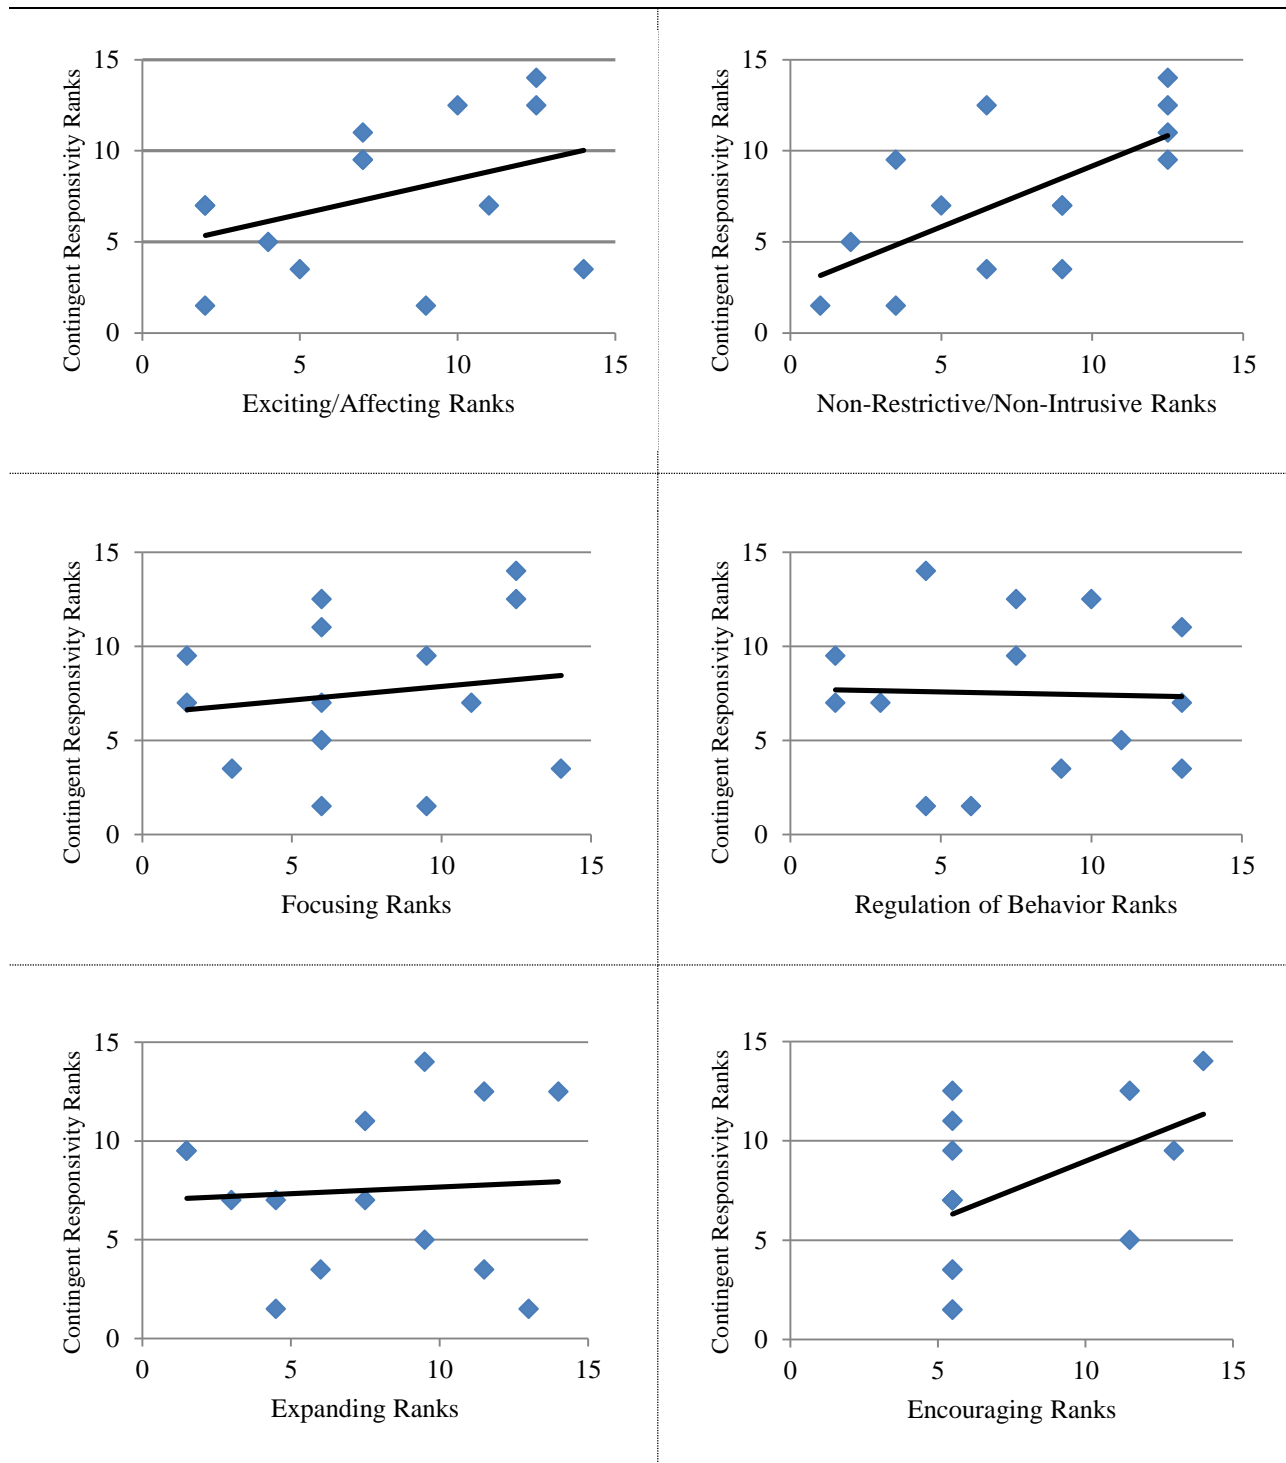 Contingent Responsivity Ranks
15
10
5
0
0 5 10 15
Exciting/Affecting Ranks
Contingent Responsivity Ranks
15
10
5
0
0 5 10 15
Non-Restrictive/Non-Intrusive Ranks
Contingent Responsivity Ranks
15
10
5
0
0 5 10 15
Focusing Ranks
Contingent Responsivity Ranks
15
10
5
0
0 5 10 15
Regulation of Behavior Ranks
Contingent Responsivity Ranks
15
10
5
0
0 5 10 15
Expanding Ranks
Contingent Responsivity Ranks
15
10
5
0
0 5 10 15
Encouraging Ranks